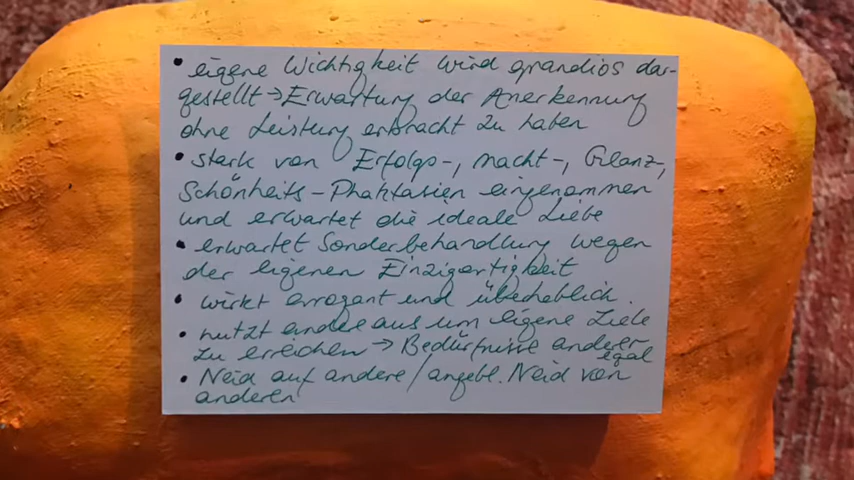 • eigene Wichtigkeit wird grandios dar-
gestellt → Erwartung der Anerkennung
ohne Leistung erbracht zu haben
• stark von Erfolgs-, Macht-, Glanz-,
Schönheits-Phantasien eingenommen
und erwartet die ideale Liebe
• erwartet Sonderbehandlung wegen
der eigenen Einzigartigkeit
• wirkt arrogant und überheblich.
• nutzt andere aus um eigene Ziele
zu erreichen → Bedürfnisse anderer
egal
• Neid auf andere / angebl. Neid von
anderen